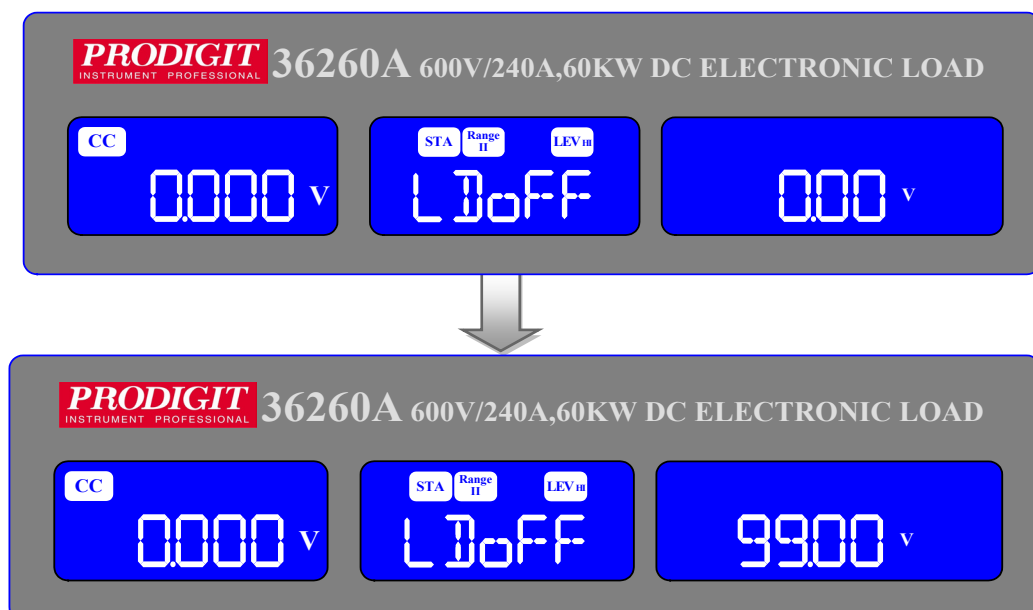 PRODIGIT
INSTRUMENT PROFESSIONAL
36260A 600V/240A,60KW DC ELECTRONIC LOAD
CC
0.000 V
STA Range II LEV HI
LDoFF
0.00 V
PRODIGIT
INSTRUMENT PROFESSIONAL
36260A 600V/240A,60KW DC ELECTRONIC LOAD
CC
0.000 V
STA Range II LEV HI
LDoFF
99.00 V